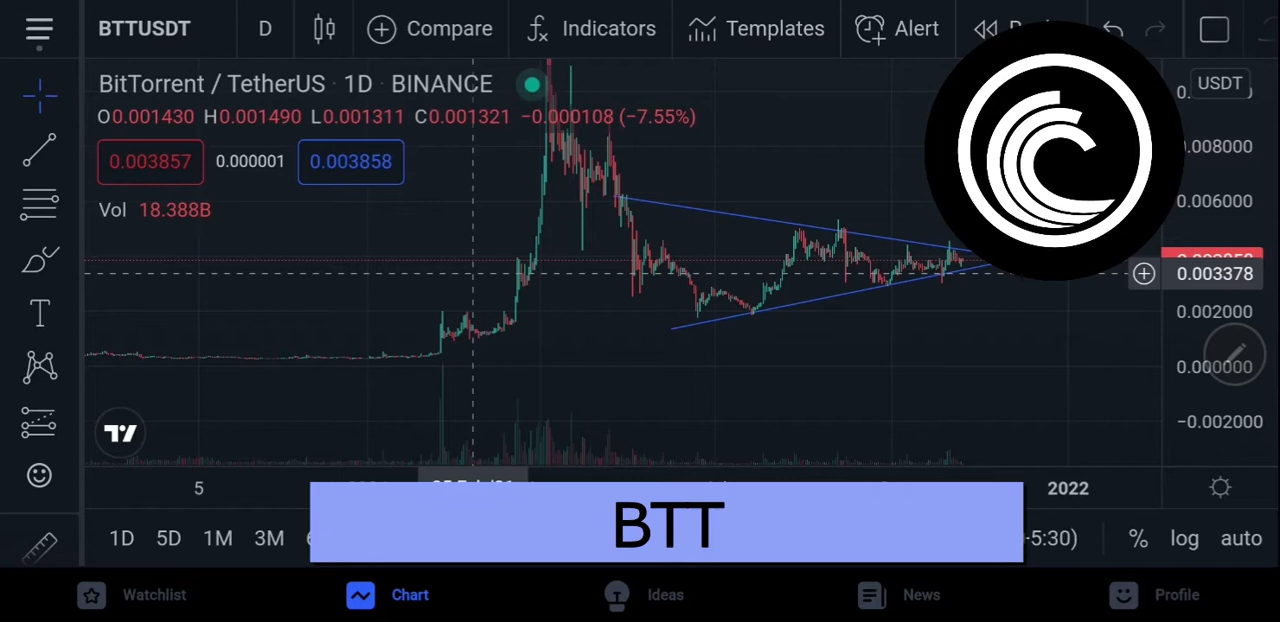 BTTUSDT D Compare Indicators Templates Alert
BitTorrent / TetherUS · 1D · BINANCE
USDT
O0.001430 H0.001490 L0.001311 C0.001321 −0.000108 (−7.55%)
0.003857 0.000001 0.003858
0.008000
Vol 18.388B
0.006000
0.003378
0.002000
0.000000
−0.002000
5 2022
BTT
1D 5D 1M 3M -5:30) % log auto
Watchlist Chart Ideas News Profile